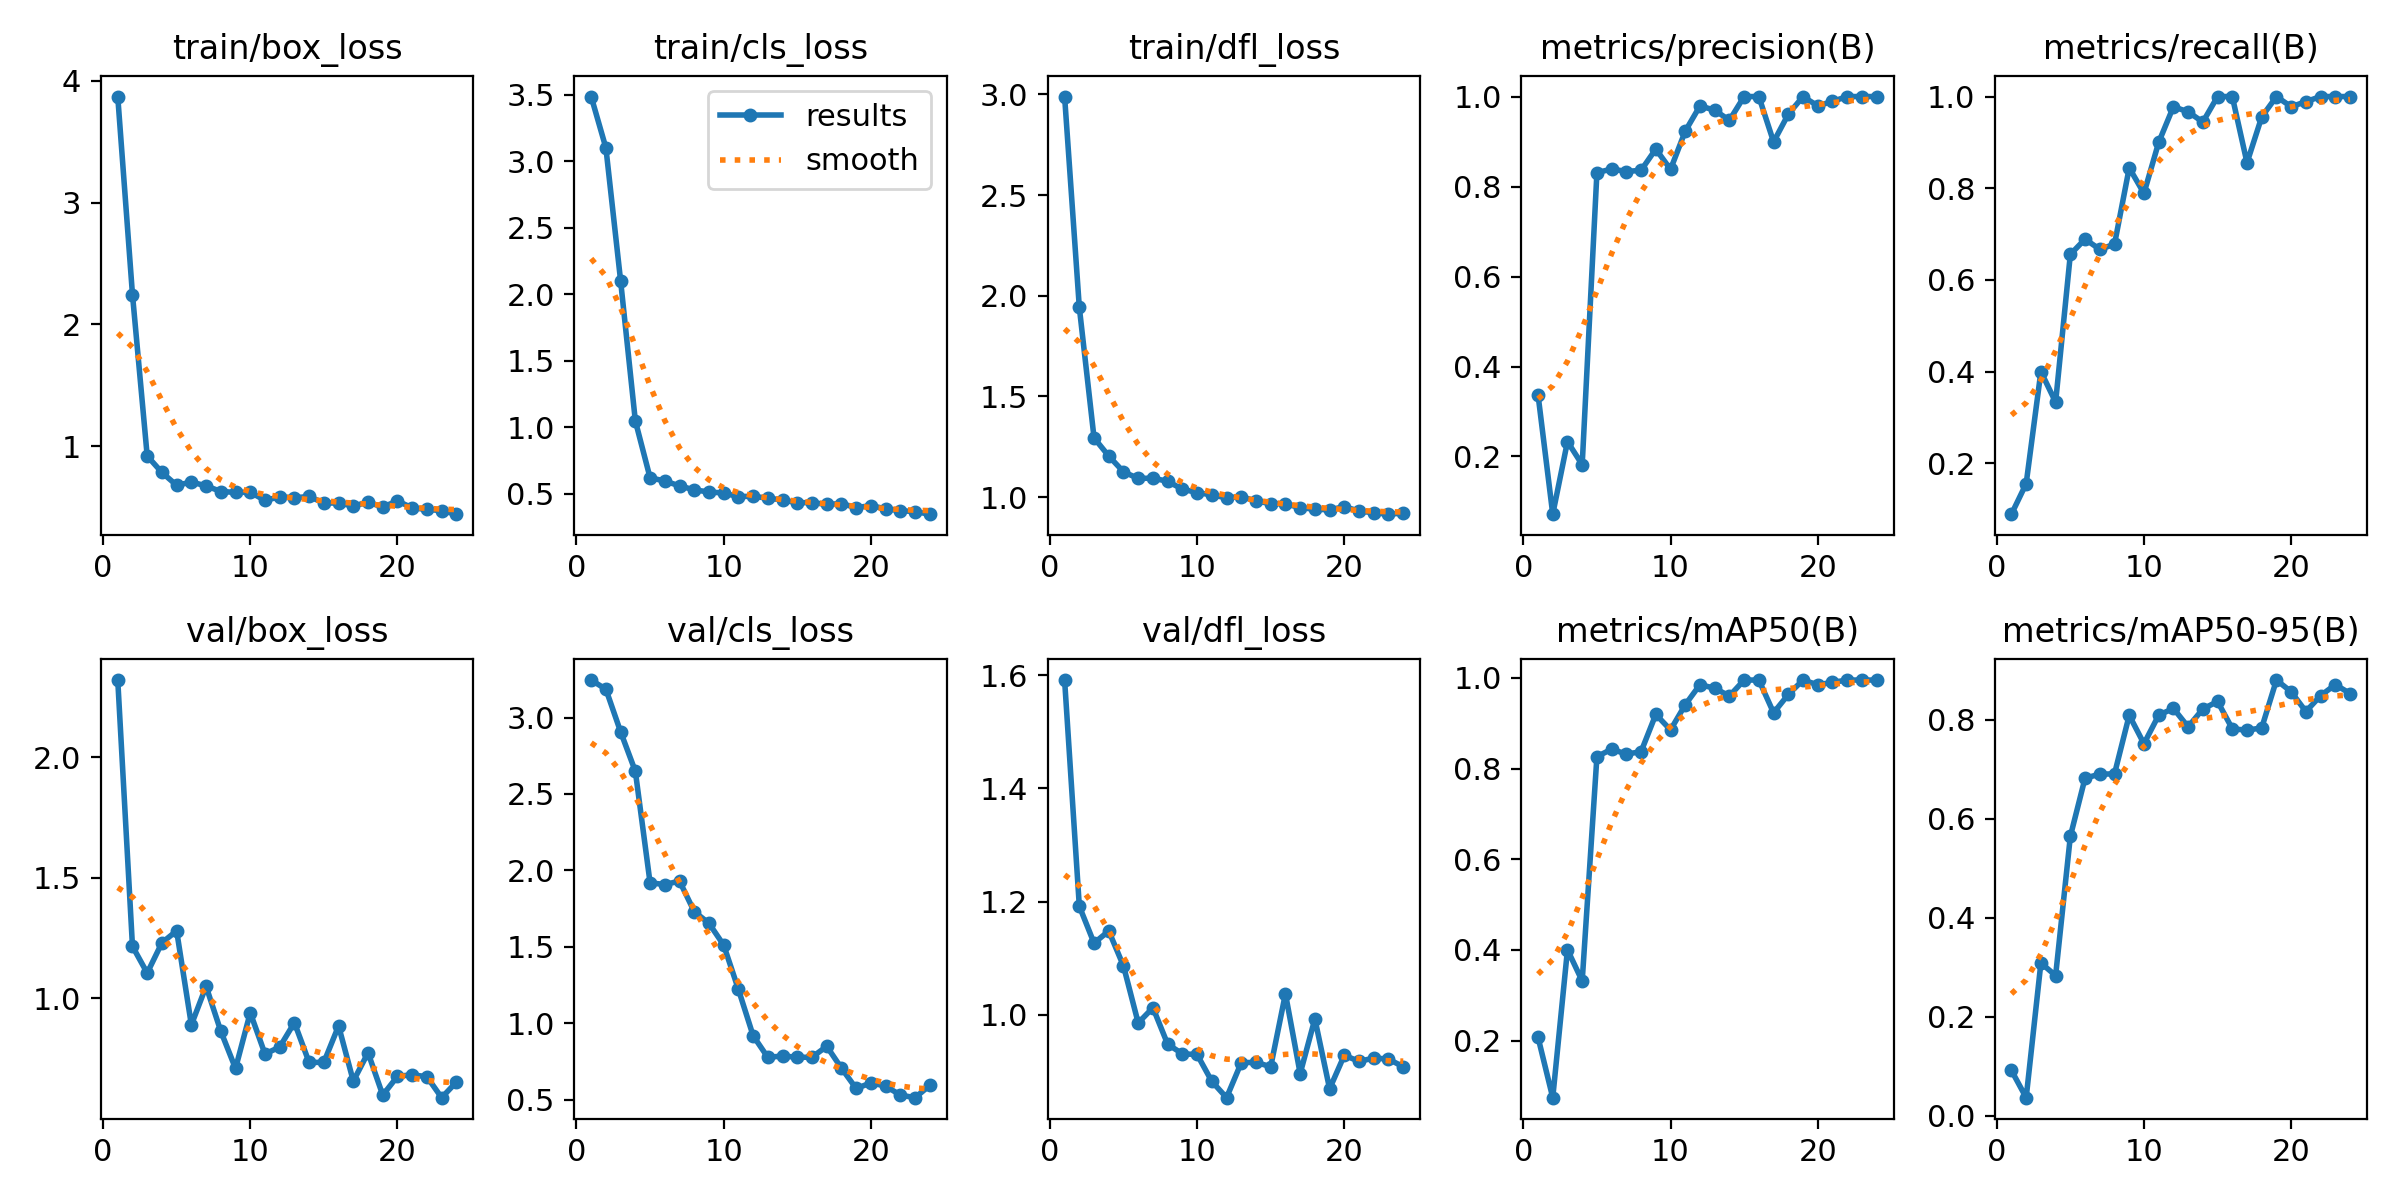 train/box_loss
4
3
2
1
0 10 20
train/cls_loss
3.5
3.0
2.5
2.0
1.5
1.0
0.5
0 10 20
results
smooth
train/dfl_loss
3.0
2.5
2.0
1.5
1.0
0 10 20
metrics/precision(B)
1.0
0.8
0.6
0.4
0.2
0 10 20
metrics/recall(B)
1.0
0.8
0.6
0.4
0.2
0 10 20
val/box_loss
2.0
1.5
1.0
0 10 20
val/cls_loss
3.0
2.5
2.0
1.5
1.0
0.5
0 10 20
val/dfl_loss
1.6
1.4
1.2
1.0
0 10 20
metrics/mAP50(B)
1.0
0.8
0.6
0.4
0.2
0 10 20
metrics/mAP50-95(B)
0.8
0.6
0.4
0.2
0.0
0 10 20